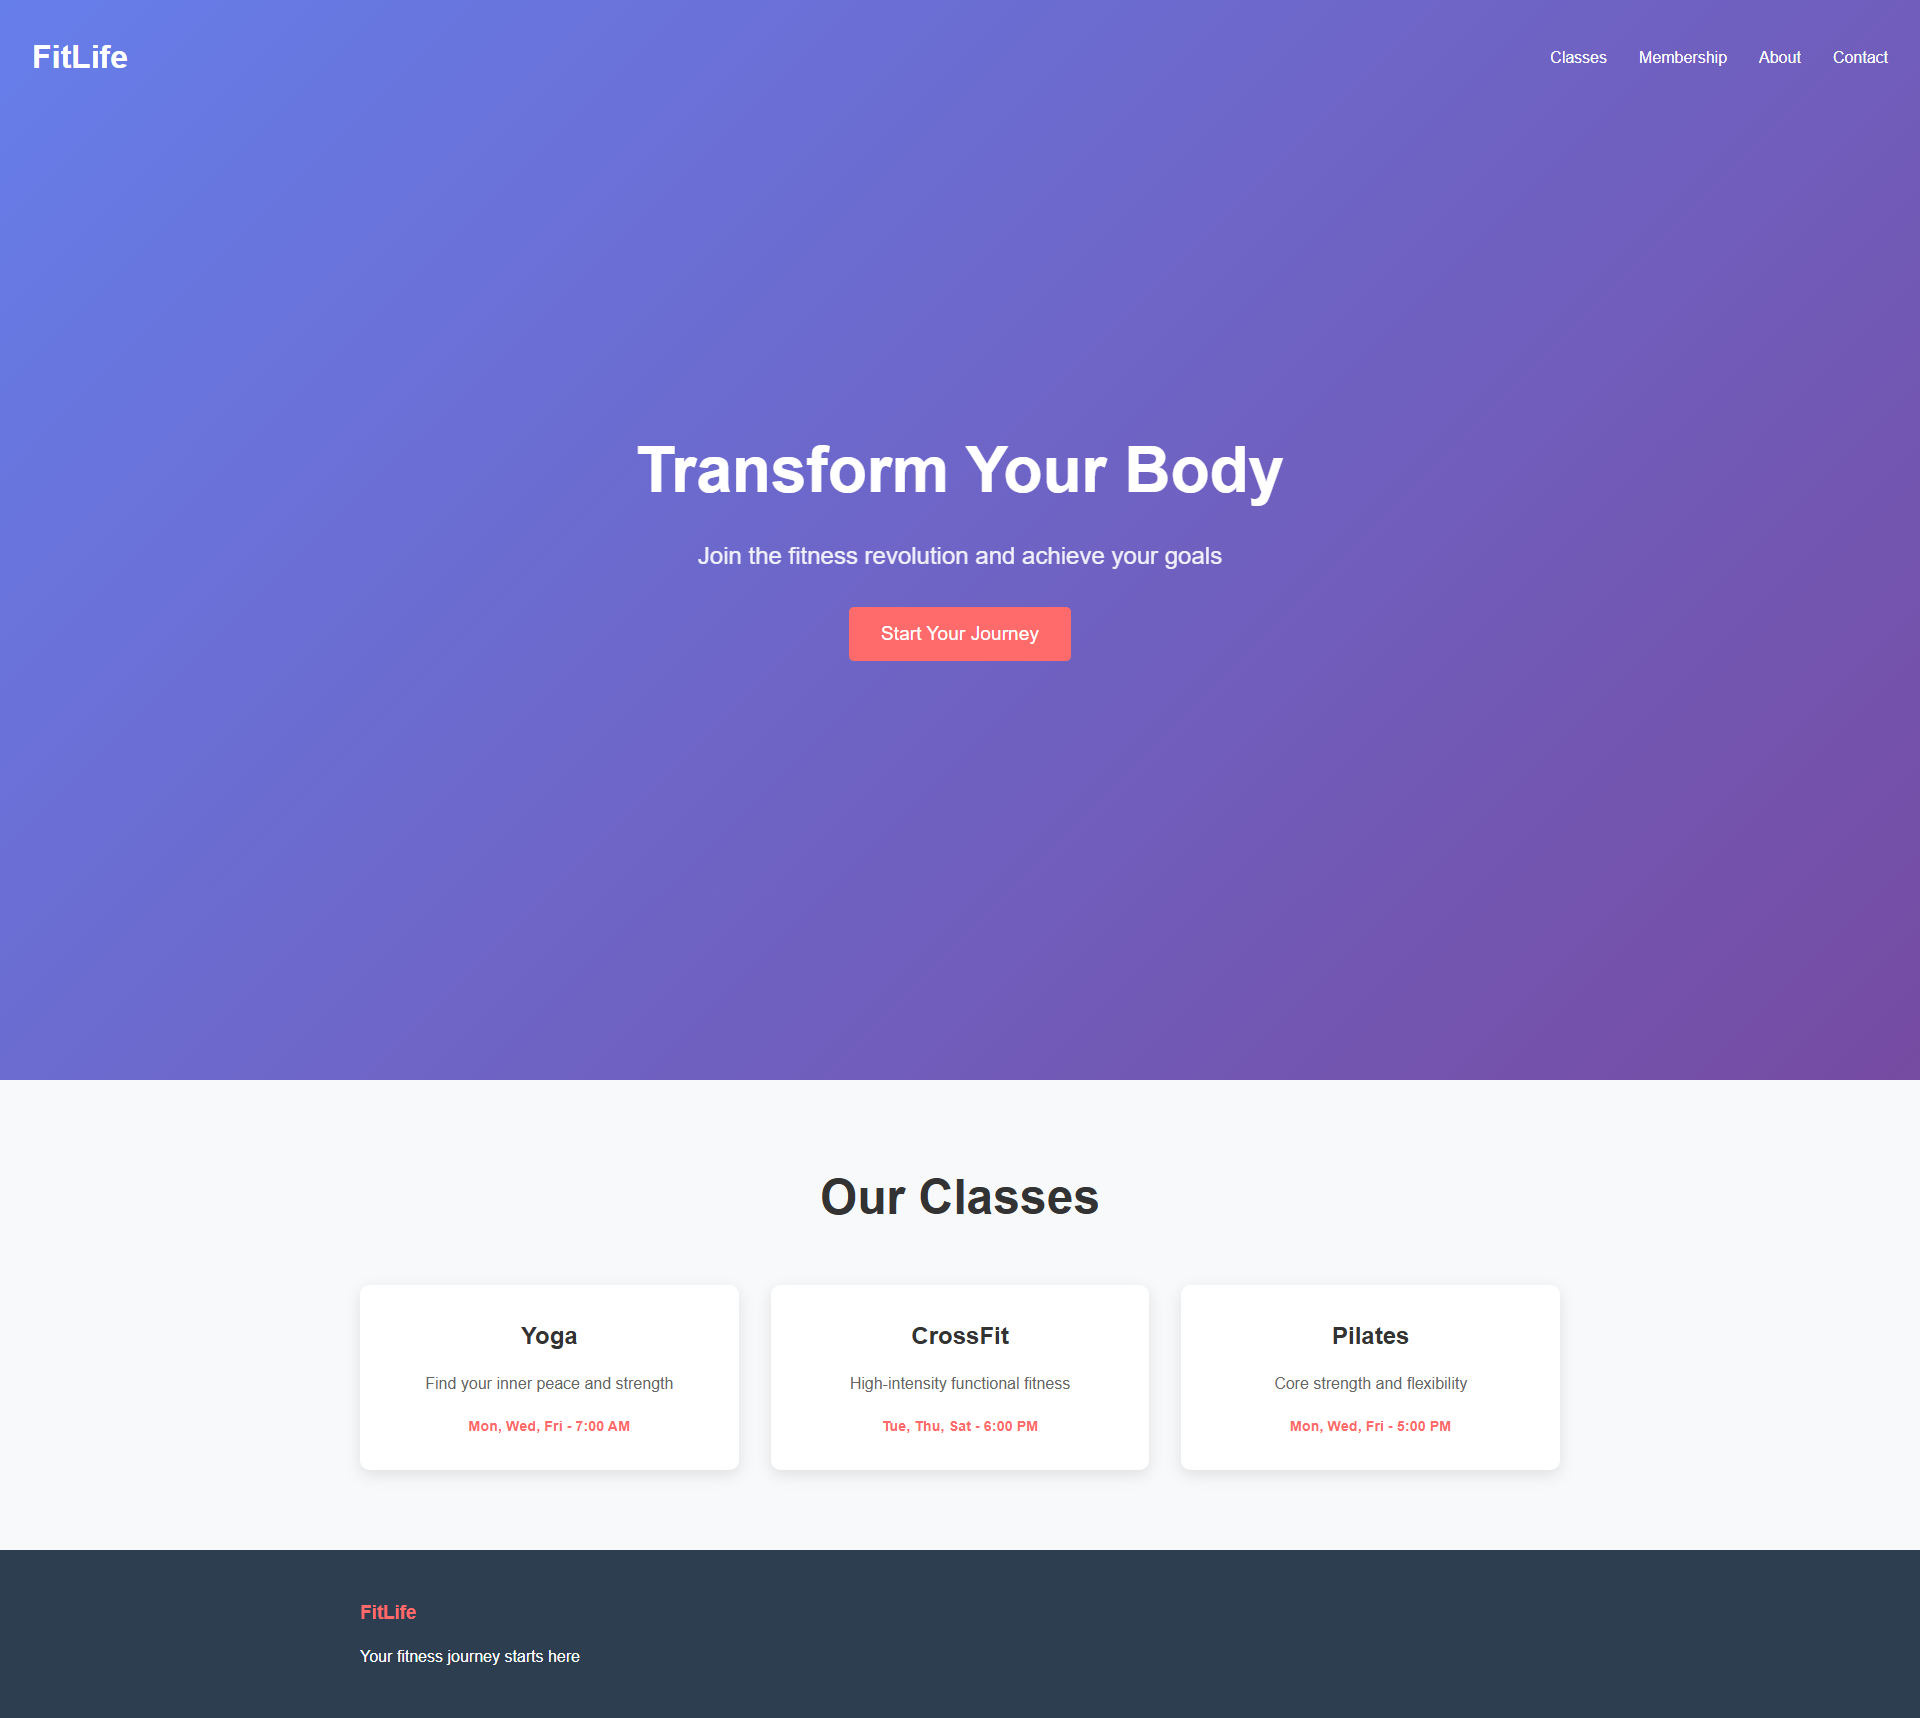 FitLife
Classes Membership About Contact
Transform Your Body
Join the fitness revolution and achieve your goals
Start Your Journey
Our Classes
Yoga
Find your inner peace and strength
Mon, Wed, Fri - 7:00 AM
CrossFit
High-intensity functional fitness
Tue, Thu, Sat - 6:00 PM
Pilates
Core strength and flexibility
Mon, Wed, Fri - 5:00 PM
FitLife
Your fitness journey starts here